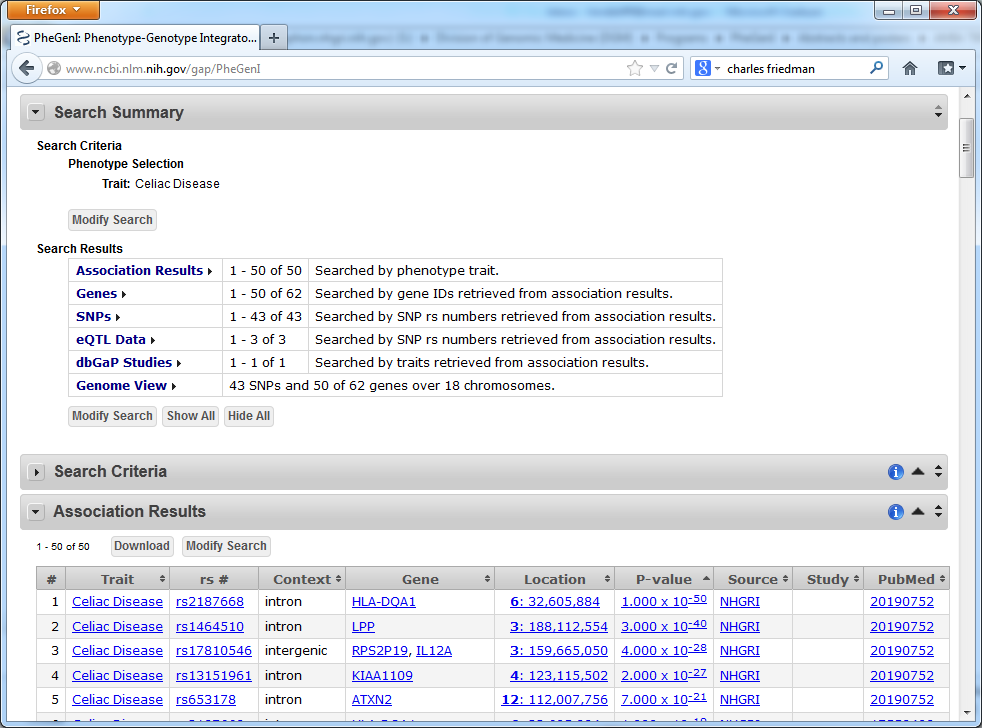 Firefox
PheGenI: Phenotype-Genotype Integrato...
www.ncbi.nlm.nih.gov/gap/PheGenI
charles friedman
Search Summary
Search Criteria
Phenotype Selection
Trait: Celiac Disease
Modify Search
Search Results
Association Results 1 - 50 of 50 Searched by phenotype trait.
Genes 1 - 50 of 62 Searched by gene IDs retrieved from association results.
SNPs 1 - 43 of 43 Searched by SNP rs numbers retrieved from association results.
eQTL Data 1 - 3 of 3 Searched by SNP rs numbers retrieved from association results.
dbGaP Studies 1 - 1 of 1 Searched by traits retrieved from association results.
Genome View 43 SNPs and 50 of 62 genes over 18 chromosomes.
Modify Search Show All Hide All
Search Criteria
Association Results
1 - 50 of 50 Download Modify Search
# Trait rs # Context Gene Location P-value Source Study PubMed
1 Celiac Disease rs2187668 intron HLA-DQA1 6: 32,605,884 1.000 x 10-50 NHGRI 20190752
2 Celiac Disease rs1464510 intron LPP 3: 188,112,554 3.000 x 10-40 NHGRI 20190752
3 Celiac Disease rs17810546 intergenic RPS2P19, IL12A 3: 159,665,050 4.000 x 10-28 NHGRI 20190752
4 Celiac Disease rs13151961 intron KIAA1109 4: 123,115,502 2.000 x 10-27 NHGRI 20190752
5 Celiac Disease rs653178 intron ATXN2 12: 112,007,756 7.000 x 10-21 NHGRI 20190752